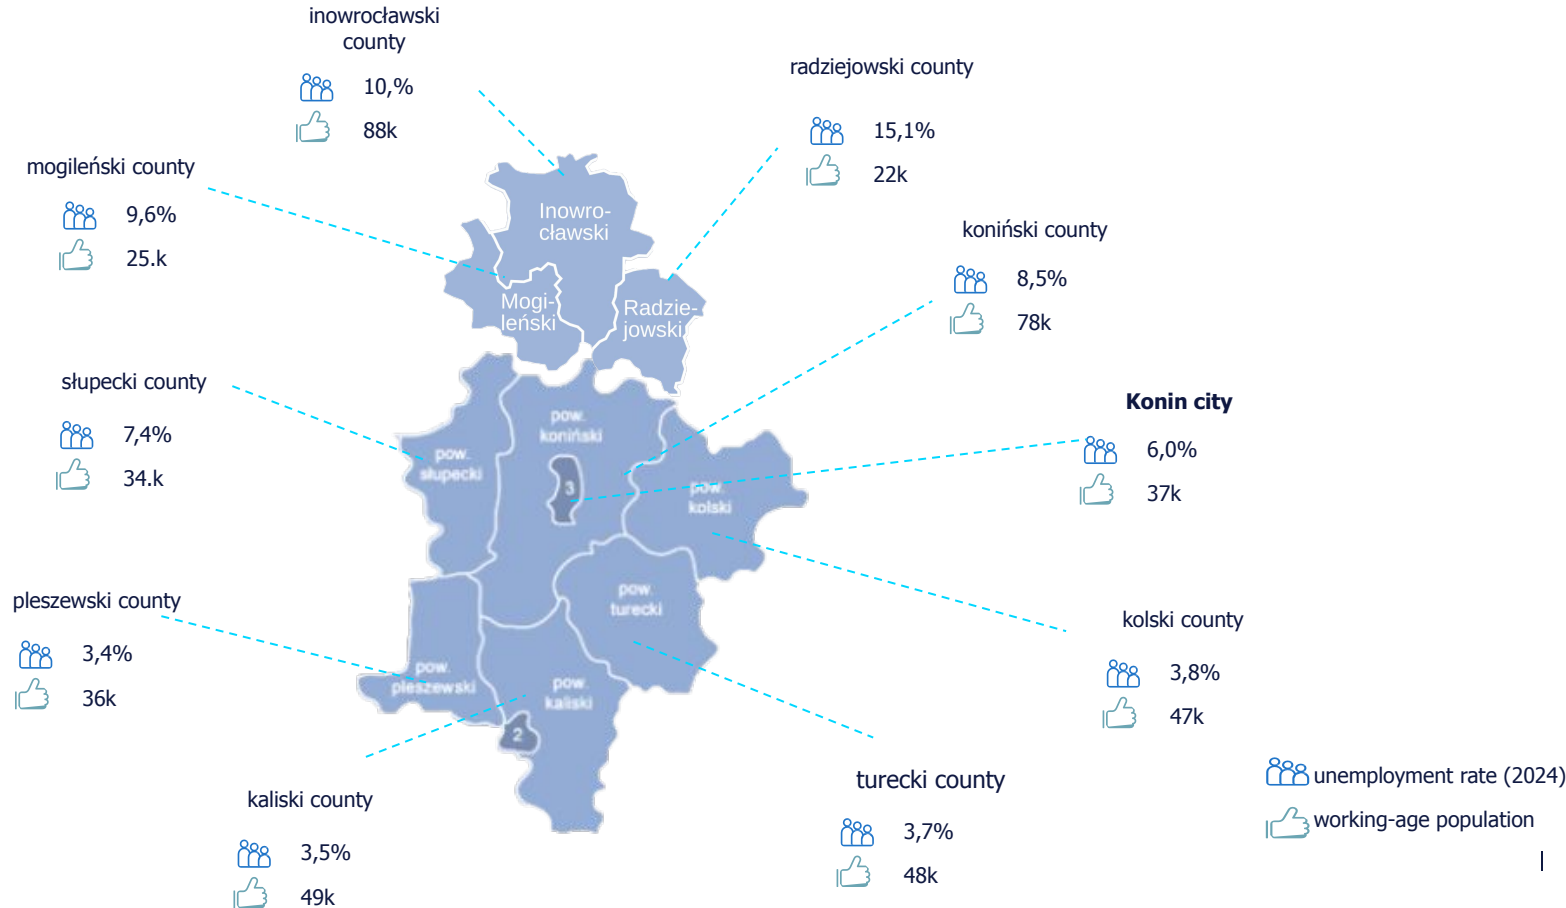 inowrocławski
county
10,%
88k
radziejowski county
15,1%
22k
mogileński county
9,6%
25.k
koniński county
8,5%
78k
Inowro-
cławski
Mogi-
leński
Radzie-
jowski
słupecki county
7,4%
34.k
Konin city
6,0%
37k
pow.
koniński
pow.
słupecki
3
pow.
kolski
pleszewski county
3,4%
36k
pow.
turecki
kolski county
3,8%
47k
pow.
pleszewski
pow.
kaliski
2
kaliski county
3,5%
49k
turecki county
3,7%
48k
unemployment rate (2024)
working-age population
|